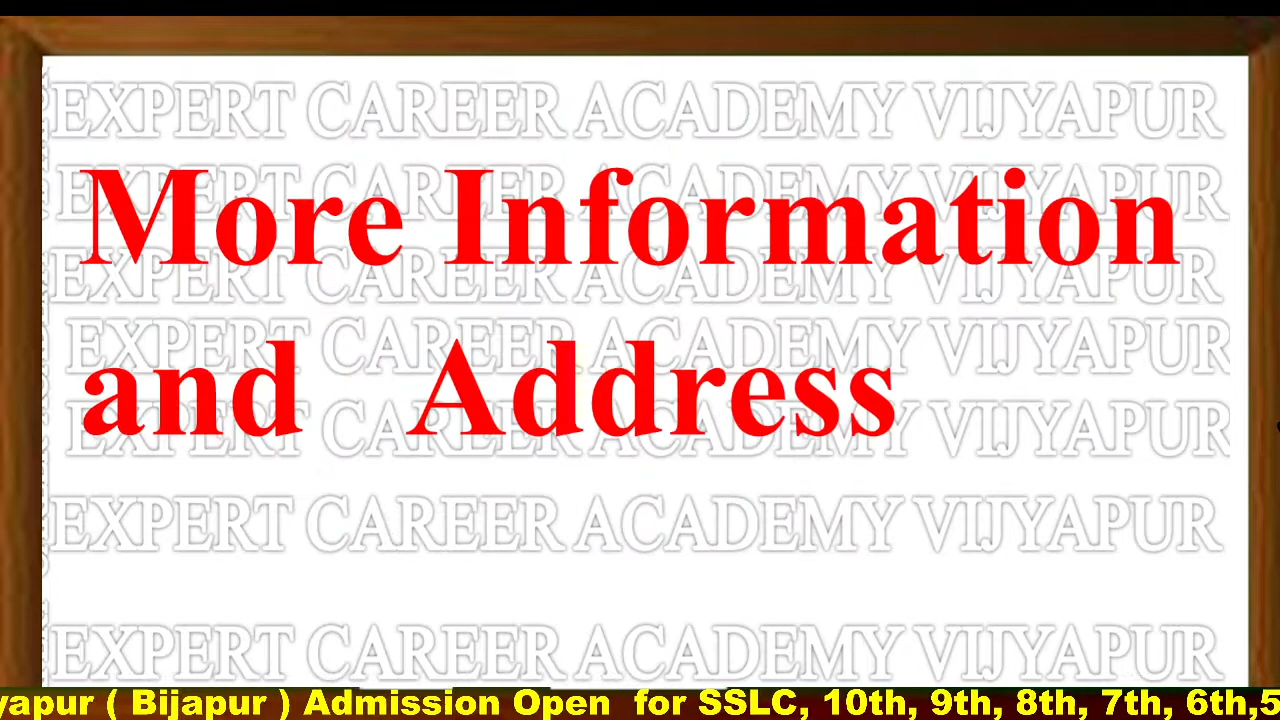 EXPERT CAREER ACADEMY VIJYAPUR
EXPERT CAREER ACADEMY VIJYAPUR
More Information
EXPERT CAREER ACADEMY VIJYAPUR
EXPERT CAREER ACADEMY VIJYAPUR
and Address
EXPERT CAREER ACADEMY VIJYAPUR
EXPERT CAREER ACADEMY VIJYAPUR
EXPERT CAREER ACADEMY VIJYAPUR
yapur ( Bijapur ) Admission Open for SSLC, 10th, 9th, 8th, 7th, 6th,5